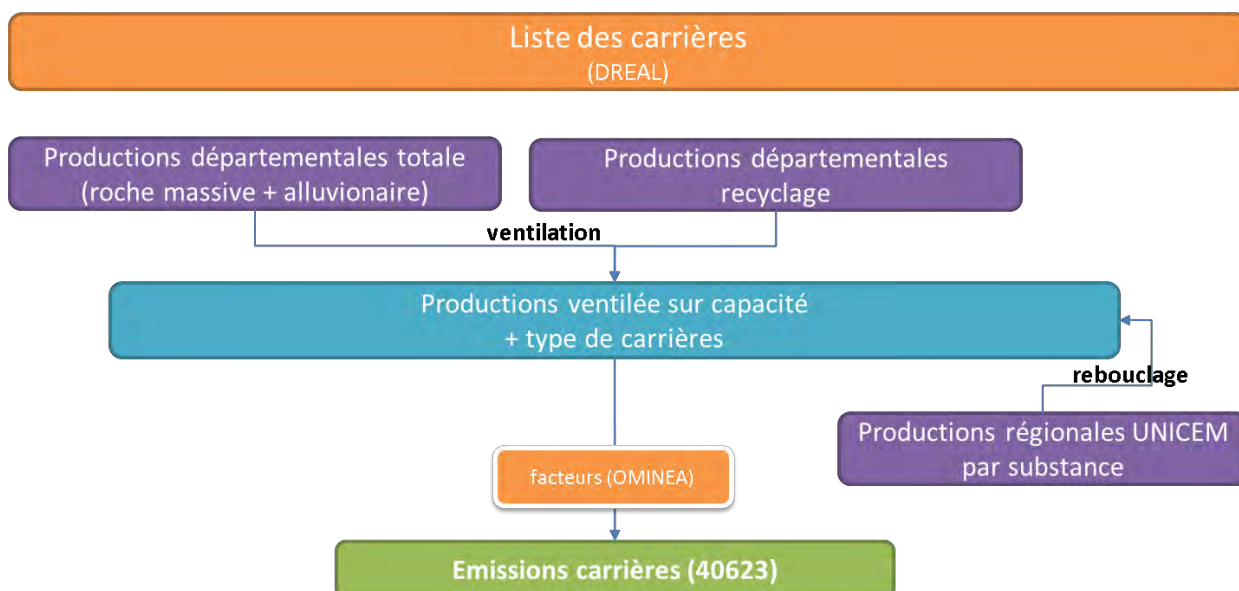 Liste des carrières
(DREAL)
Productions départementales totale
(roche massive + alluvionaire)
Productions départementales
recyclage
ventilation
Productions ventilée sur capacité
+ type de carrières
rebouclage
Productions régionales UNICEM
par substance
facteurs (OMINEA)
Emissions carrières (40623)